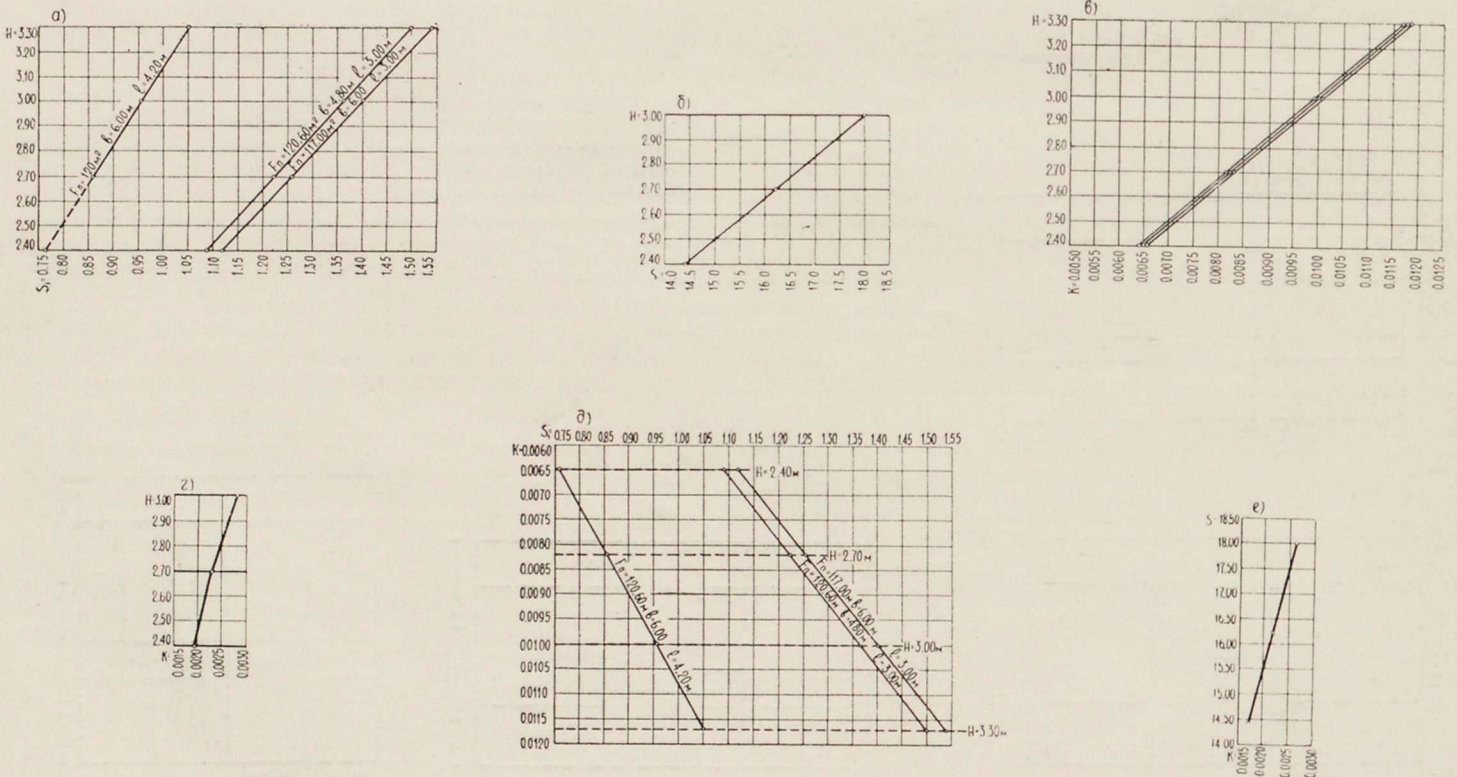 а)
H=3.30
3.20
3.10
3.00
2.90
2.80
2.70
2.60
2.50
2.40
Fп=120м² в=6.00м ℓ=4.20м
Fп=120.60м² в=4.80м ℓ=3.00м
Fп=117.00м² в=6.00 ℓ=3.00м
S=0.75 0.80 0.85 0.90 0.95 1.00 1.05 1.10 1.15 1.20 1.25 1.30 1.35 1.40 1.45 1.50 1.55
б)
H=3.00
2.90
2.80
2.70
2.60
2.50
2.40
S= 14.0 14.5 15.0 15.5 16.0 16.5 17.0 17.5 18.0 18.5
в)
H=3.30
3.20
3.10
3.00
2.90
2.80
2.70
2.60
2.50
2.40
K=0.0050 0.0055 0.0060 0.0065 0.0070 0.0075 0.0080 0.0085 0.0090 0.0095 0.0100 0.0105 0.0110 0.0115 0.0120 0.0125
г)
H=3.00
2.90
2.80
2.70
2.60
2.50
2.40
K= 0.0015 0.0020 0.0025 0.0030
д)
S=0.75 0.80 0.85 0.90 0.95 1.00 1.05 1.10 1.15 1.20 1.25 1.30 1.35 1.40 1.45 1.50 1.55
K=0.0060
0.0065
0.0070
0.0075
0.0080
0.0085
0.0090
0.0095
0.0100
0.0105
0.0110
0.0115
0.0120
H=2.40м
H=2.70м
H=3.00м
H=3.30м
Fп=120.60м в=6.00 ℓ=4.20м
Fп=117.00м в=6.00м ℓ=3.00м
Fп=120.60м в=4.80м ℓ=3.00м
е)
S=18.50
18.00
17.50
17.00
16.50
16.00
15.50
15.00
14.50
14.00
K= 0.0015 0.0020 0.0025 0.0030